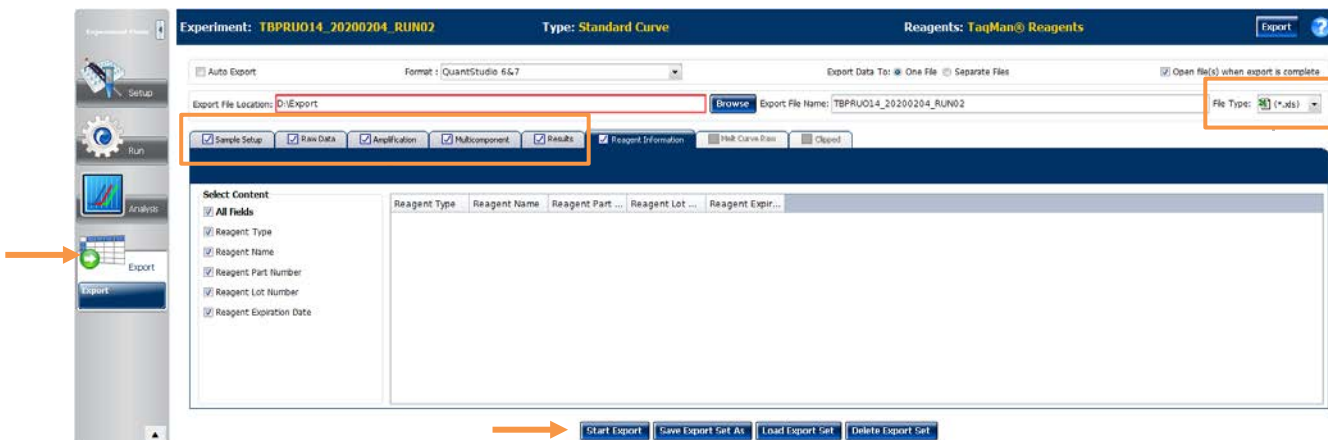 Experiment Menu
Experiment: TBPRUO14_20200204_RUN02 Type: Standard Curve Reagents: TaqMan® Reagents Export ?
Auto Export Format : QuantStudio 6&7 Export Data To: One File Separate Files Open file(s) when export is complete
Setup
Export File Location: D:\Export Browse Export File Name: TBPRUO14_20200204_RUN02 File Type: (*.xls)
Sample Setup Raw Data Amplification Multicomponent Results Reagent Information Melt Curve Raw Clipped
Run
Select Content
All Fields
Reagent Type Reagent Name Reagent Part ... Reagent Lot ... Reagent Expir...
Analysis
Reagent Type
Reagent Name
Export
Reagent Part Number
Export
Reagent Lot Number
Reagent Expiration Date
Start Export Save Export Set As Load Export Set Delete Export Set